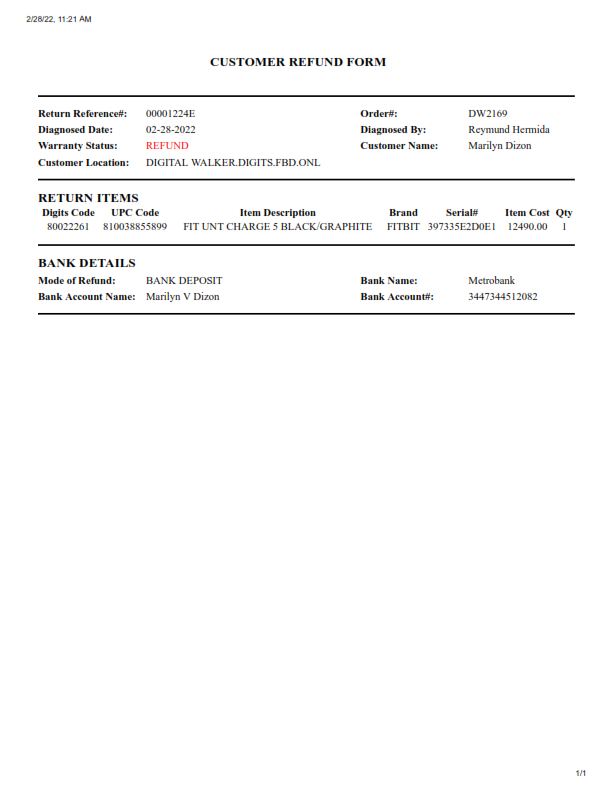 2/28/22, 11:21 AM
CUSTOMER REFUND FORM
Return Reference#: 00001224E Order#: DW2169
Diagnosed Date: 02-28-2022 Diagnosed By: Reymund Hermida
Warranty Status: REFUND Customer Name: Marilyn Dizon
Customer Location: DIGITAL WALKER.DIGITS.FBD.ONL
RETURN ITEMS
Digits Code UPC Code Item Description Brand Serial# Item Cost Qty
80022261 810038855899 FIT UNT CHARGE 5 BLACK/GRAPHITE FITBIT 397335E2D0E1 12490.00 1
BANK DETAILS
Mode of Refund: BANK DEPOSIT Bank Name: Metrobank
Bank Account Name: Marilyn V Dizon Bank Account#: 3447344512082
1/1